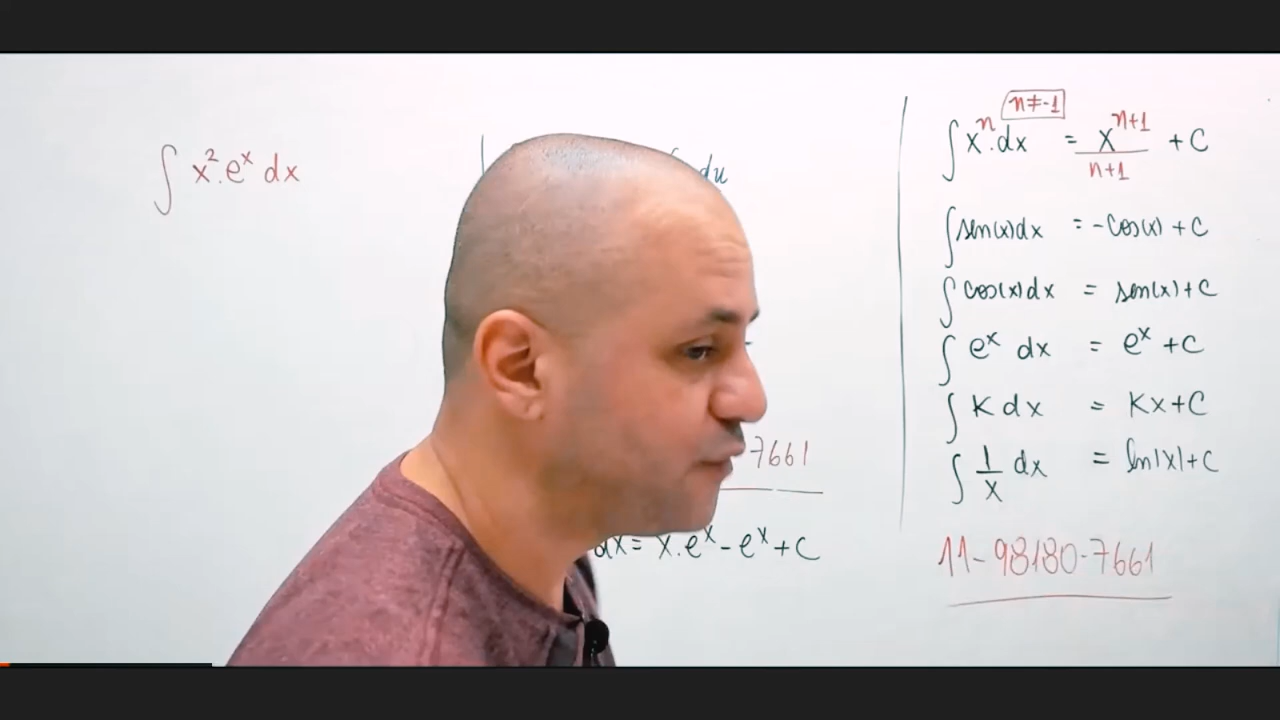 ∫ x².eˣ dx
∫ du
7661
dx = x.eˣ - eˣ + C
n≠-1
∫ xⁿ.dx = xⁿ⁺¹/n+1 + C
∫ sen(x)dx = -cos(x) + C
∫ cos(x)dx = sen(x) + C
∫ eˣ dx = eˣ + C
∫ K dx = Kx + C
∫ 1/x dx = ln|x| + C
11-98180-7661